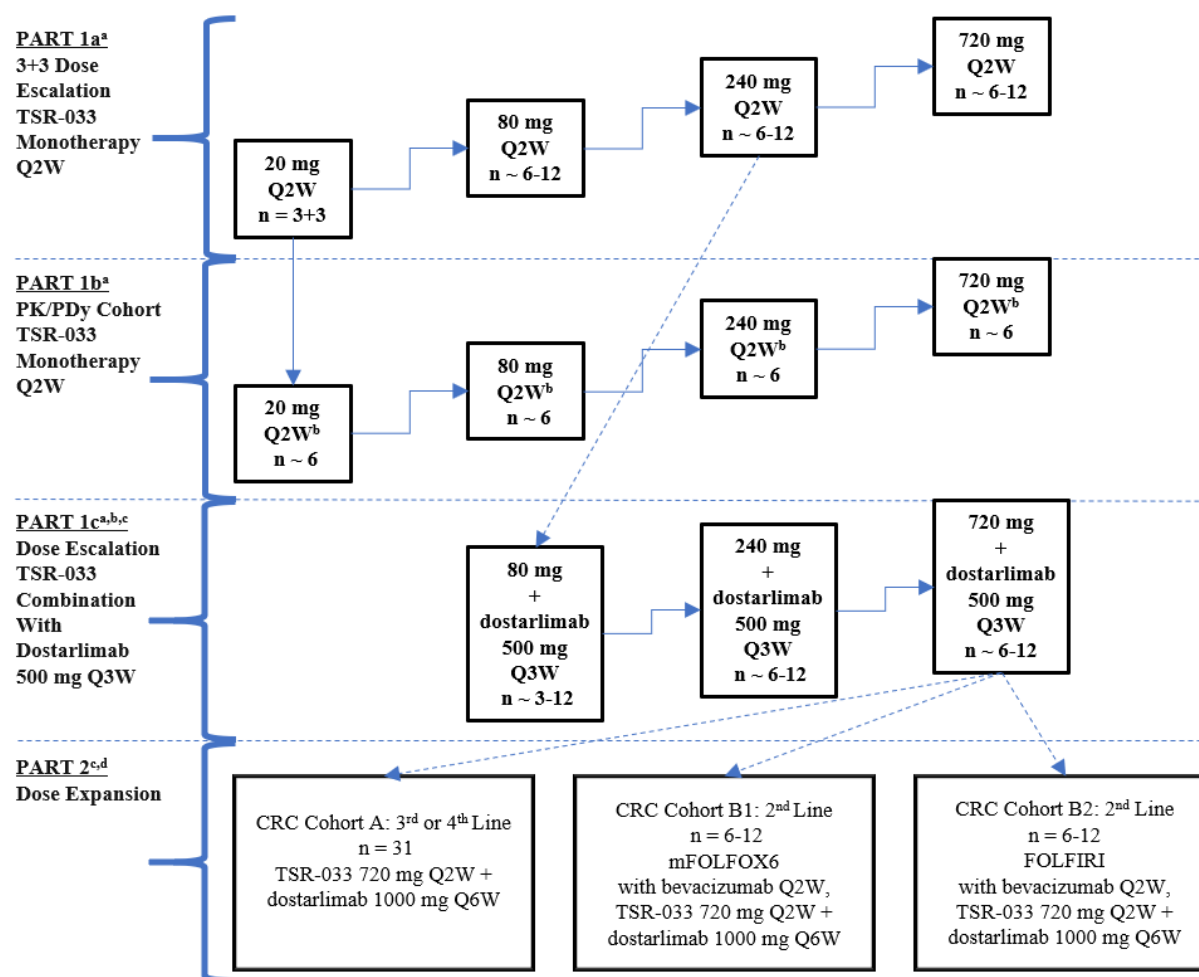 PART 1aᵃ
3+3 Dose
Escalation
TSR-033
Monotherapy
Q2W
20 mg
Q2W
n = 3+3
80 mg
Q2W
n ~ 6-12
240 mg
Q2W
n ~ 6-12
720 mg
Q2W
n ~ 6-12
PART 1bᵃ
PK/PDy Cohort
TSR-033
Monotherapy
Q2W
20 mg
Q2Wᵇ
n ~ 6
80 mg
Q2Wᵇ
n ~ 6
240 mg
Q2Wᵇ
n ~ 6
720 mg
Q2Wᵇ
n ~ 6
PART 1cᵃ,ᵇ,ᶜ
Dose Escalation
TSR-033
Combination
With
Dostarlimab
500 mg Q3W
80 mg
+
dostarlimab
500 mg
Q3W
n ~ 3-12
240 mg
+
dostarlimab
500 mg
Q3W
n ~ 6-12
720 mg
+
dostarlimab
500 mg
Q3W
n ~ 6-12
PART 2ᶜ,ᵈ
Dose Expansion
CRC Cohort A: 3ʳᵈ or 4ᵗʰ Line
n = 31
TSR-033 720 mg Q2W +
dostarlimab 1000 mg Q6W
CRC Cohort B1: 2ⁿᵈ Line
n = 6-12
mFOLFOX6
with bevacizumab Q2W,
TSR-033 720 mg Q2W +
dostarlimab 1000 mg Q6W
CRC Cohort B2: 2ⁿᵈ Line
n = 6-12
FOLFIRI
with bevacizumab Q2W,
TSR-033 720 mg Q2W +
dostarlimab 1000 mg Q6W